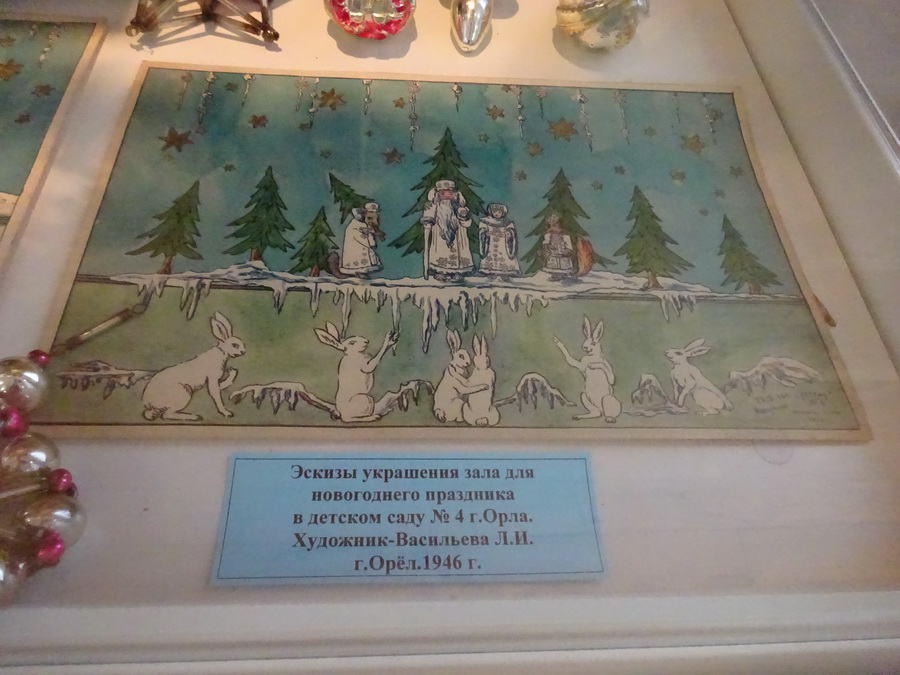 Эскизы украшения зала для
новогоднего праздника
в детском саду № 4 г.Орла.
Художник-Васильева Л.И.
г.Орёл.1946 г.